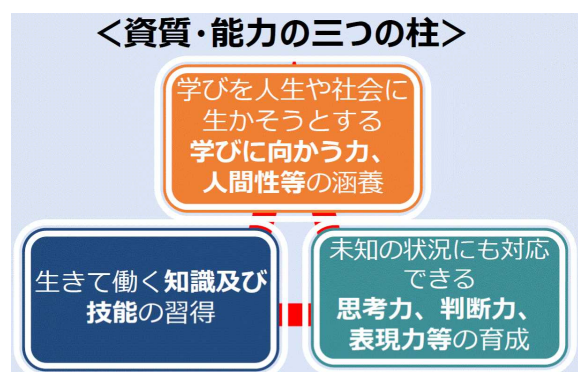 ＜資質･能力の三つの柱＞
学びを人生や社会に
生かそうとする
学びに向かう力、
人間性等の涵養
生きて働く知識及び
技能の習得
未知の状況にも対応
できる
思考力、判断力、
表現力等の育成